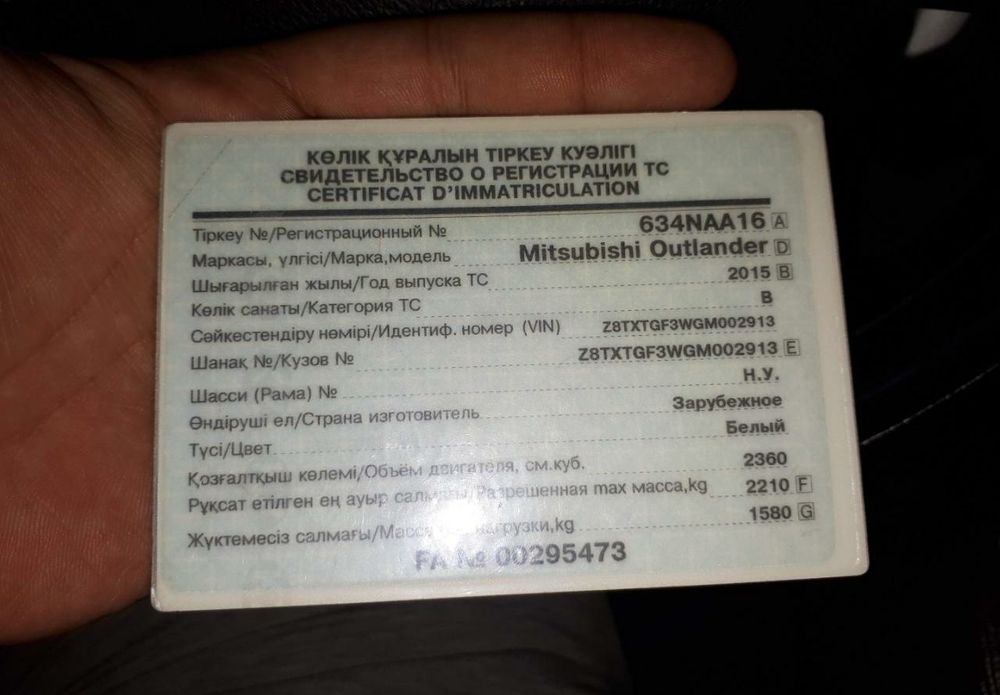 КӨЛІК ҚҰРАЛЫН ТІРКЕУ КУӘЛІГІ
СВИДЕТЕЛЬСТВО О РЕГИСТРАЦИИ ТС
CERTIFICAT D'IMMATRICULATION
Тіркеу №/Регистрационный № 634NAA16 A
Маркасы, үлгісі/Марка,модель Mitsubishi Outlander D
Шығарылған жылы/Год выпуска ТС 2015 B
Көлік санаты/Категория ТС B
Сәйкестендіру нөмірі/Идентиф. номер (VIN) Z8TXTGF3WGM002913
Шанақ №/Кузов № Z8TXTGF3WGM002913 E
Шасси (Рама) № Н.У.
Өндіруші ел/Страна изготовитель Зарубежное
Түсі/Цвет Белый
Қозғалтқыш көлемі/Объём двигателя, см.куб. 2360
Рұқсат етілген ең ауыр салмағы/Разрешенная max масса,kg 2210 F
Жүктемесіз салмағы/Масса нагрузки,kg 1580 G
FA № 00295473